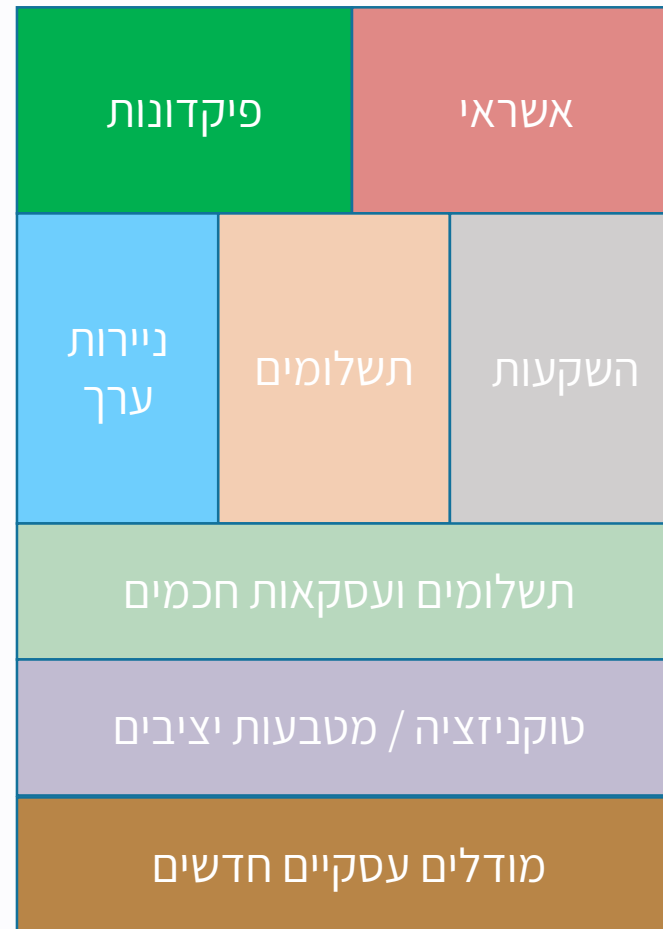 אשראי
פיקדונות
השקעות
תשלומים
ניירות
ערך
תשלומים ועסקאות חכמים
טוקניזציה / מטבעות יציבים
מודלים עסקיים חדשים